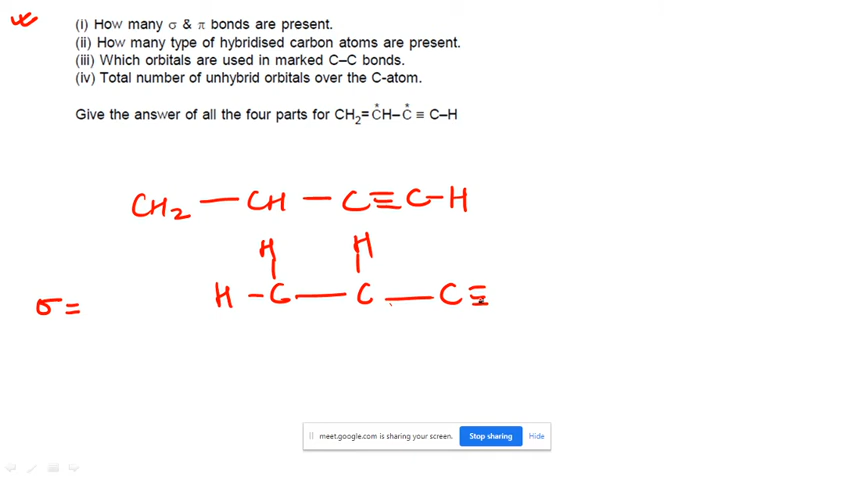 (i) How many σ & π bonds are present.
(ii) How many type of hybridised carbon atoms are present.
(iii) Which orbitals are used in marked C–C bonds.
(iv) Total number of unhybrid orbitals over the C-atom.
Give the answer of all the four parts for CH₂=C*H–C* ≡ C–H
CH₂ — CH — C≡C–H
H H
H – C — C — C ≡
σ =
meet.google.com is sharing your screen. Stop sharing Hide